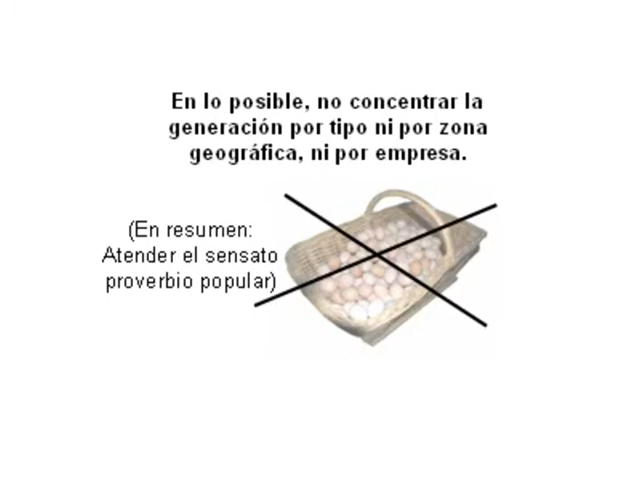 En lo posible, no concentrar la
generación por tipo ni por zona
geográfica, ni por empresa.
(En resumen:
Atender el sensato
proverbio popular)